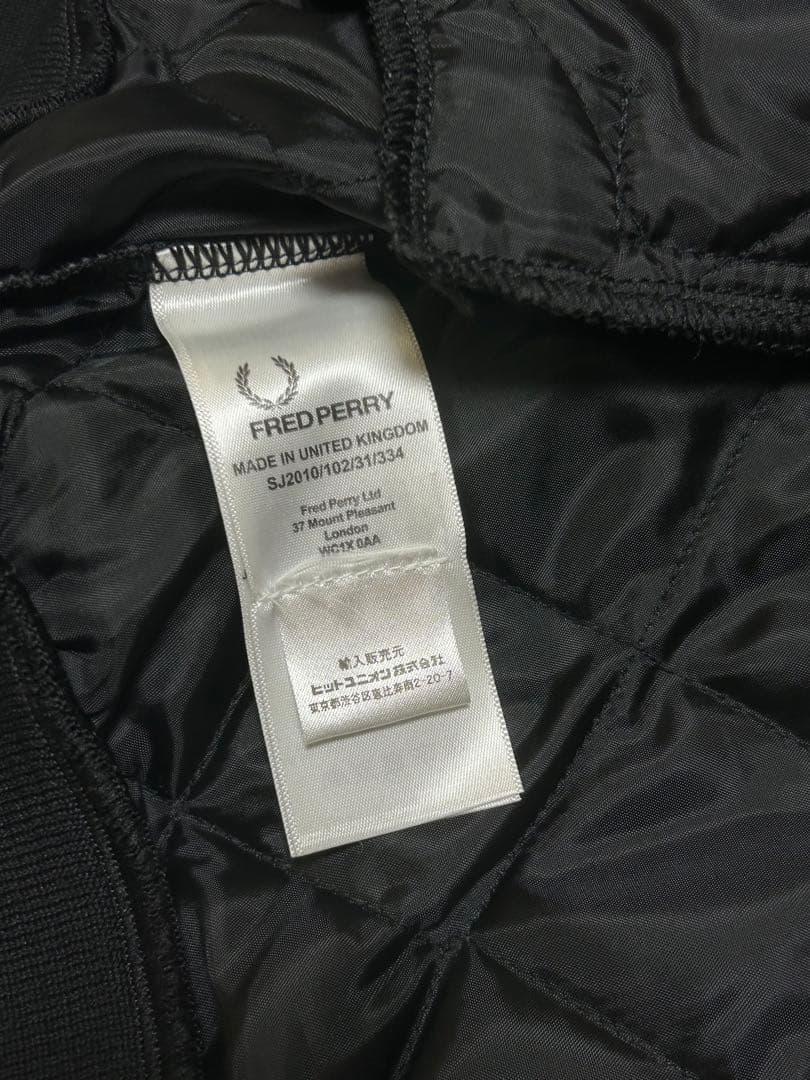 FRED PERRY
MADE IN UNITED KINGDOM
SJ2010/102/31/334
Fred Perry Ltd
37 Mount Pleasant
London
WC1X 0AA
輸入販売元
ヒットユニオン株式会社
東京都渋谷区恵比寿南2-20-7